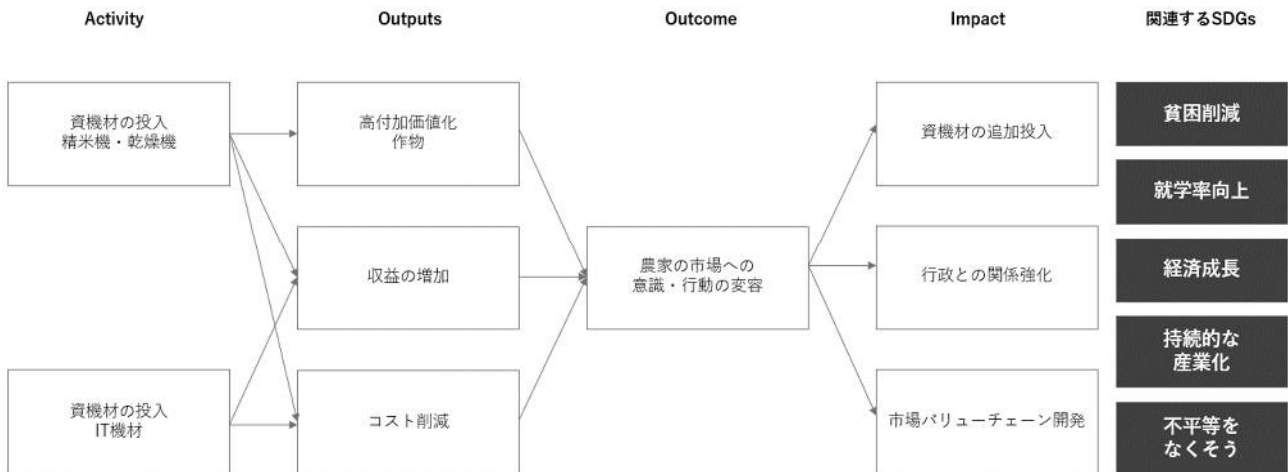 Activity
Outputs
Outcome
Impact
関連するSDGs
資機材の投入
精米機・乾燥機
資機材の投入
IT機材
高付加価値化
作物
収益の増加
コスト削減
農家の市場への
意識・行動の変容
資機材の追加投入
行政との関係強化
市場バリューチェーン開発
貧困削減
就学率向上
経済成長
持続的な
産業化
不平等を
なくそう